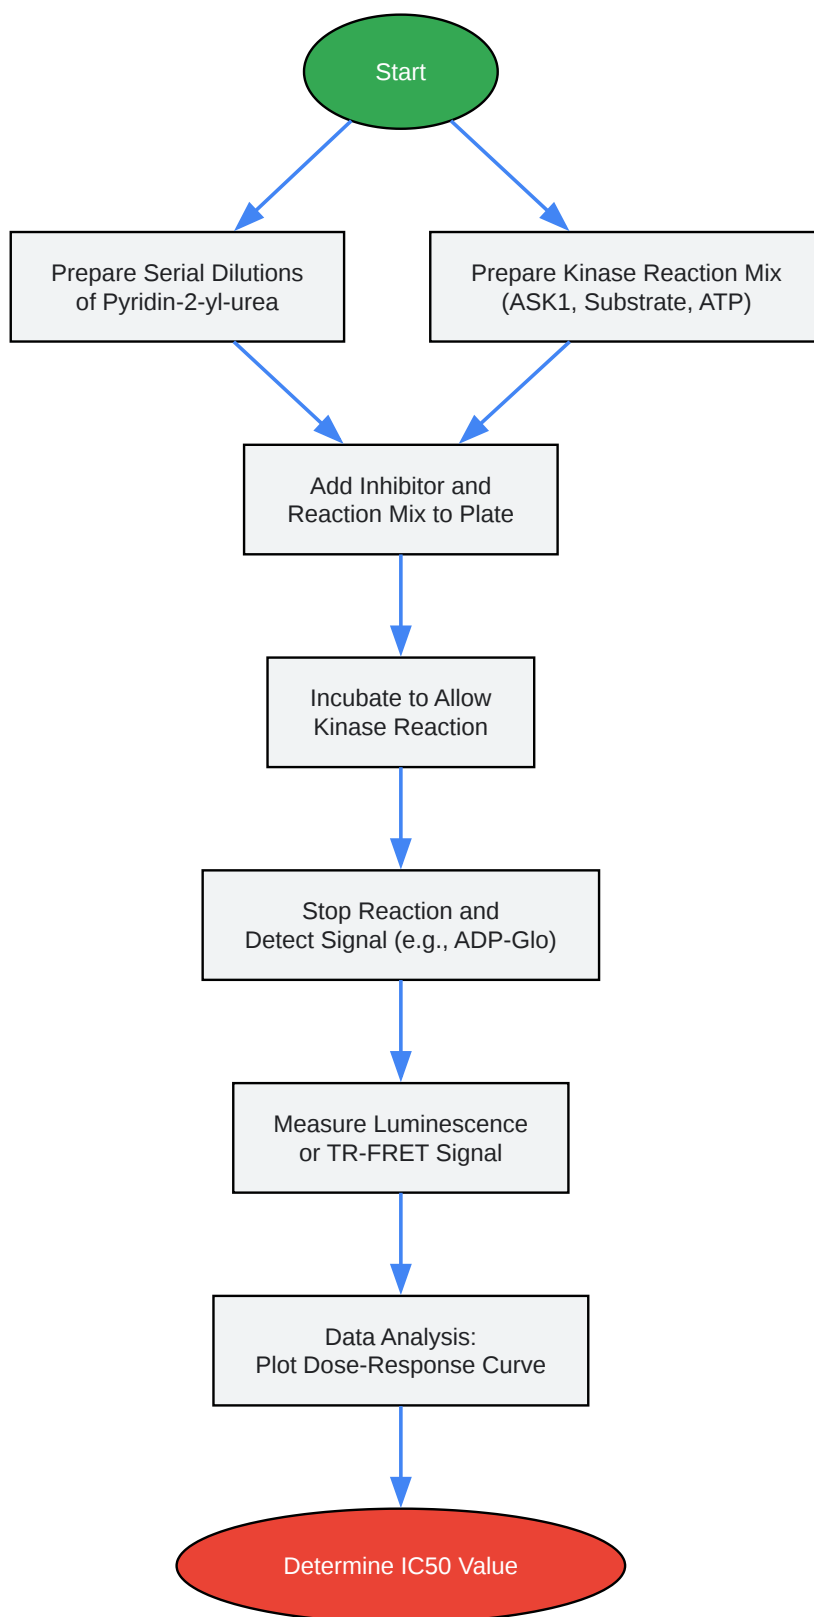 Start
Prepare Serial Dilutions
of Pyridin-2-yl-urea
Prepare Kinase Reaction Mix
(ASK1, Substrate, ATP)
Add Inhibitor and
Reaction Mix to Plate
Incubate to Allow
Kinase Reaction
Stop Reaction and
Detect Signal (e.g., ADP-Glo)
Measure Luminescence
or TR-FRET Signal
Data Analysis:
Plot Dose-Response Curve
Determine IC50 Value